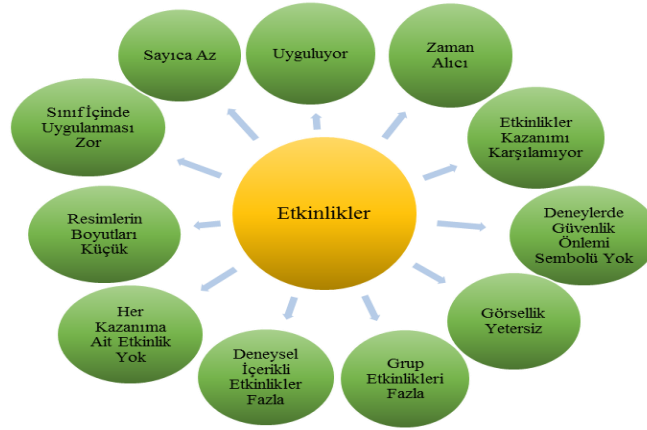 Uyguluyor
Zaman
Alıcı
Etkinlikler
Kazanımı
Karşılamıyor
Deneylerde
Güvenlik
Önlemi
Sembolü Yok
Görsellik
Yetersiz
Grup
Etkinlikleri
Fazla
Deneysel
İçerikli
Etkinlikler
Fazla
Her
Kazanıma
Ait Etkinlik
Yok
Resimlerin
Boyutları
Küçük
Sınıf İçinde
Uygulanması
Zor
Sayıca Az
Etkinlikler